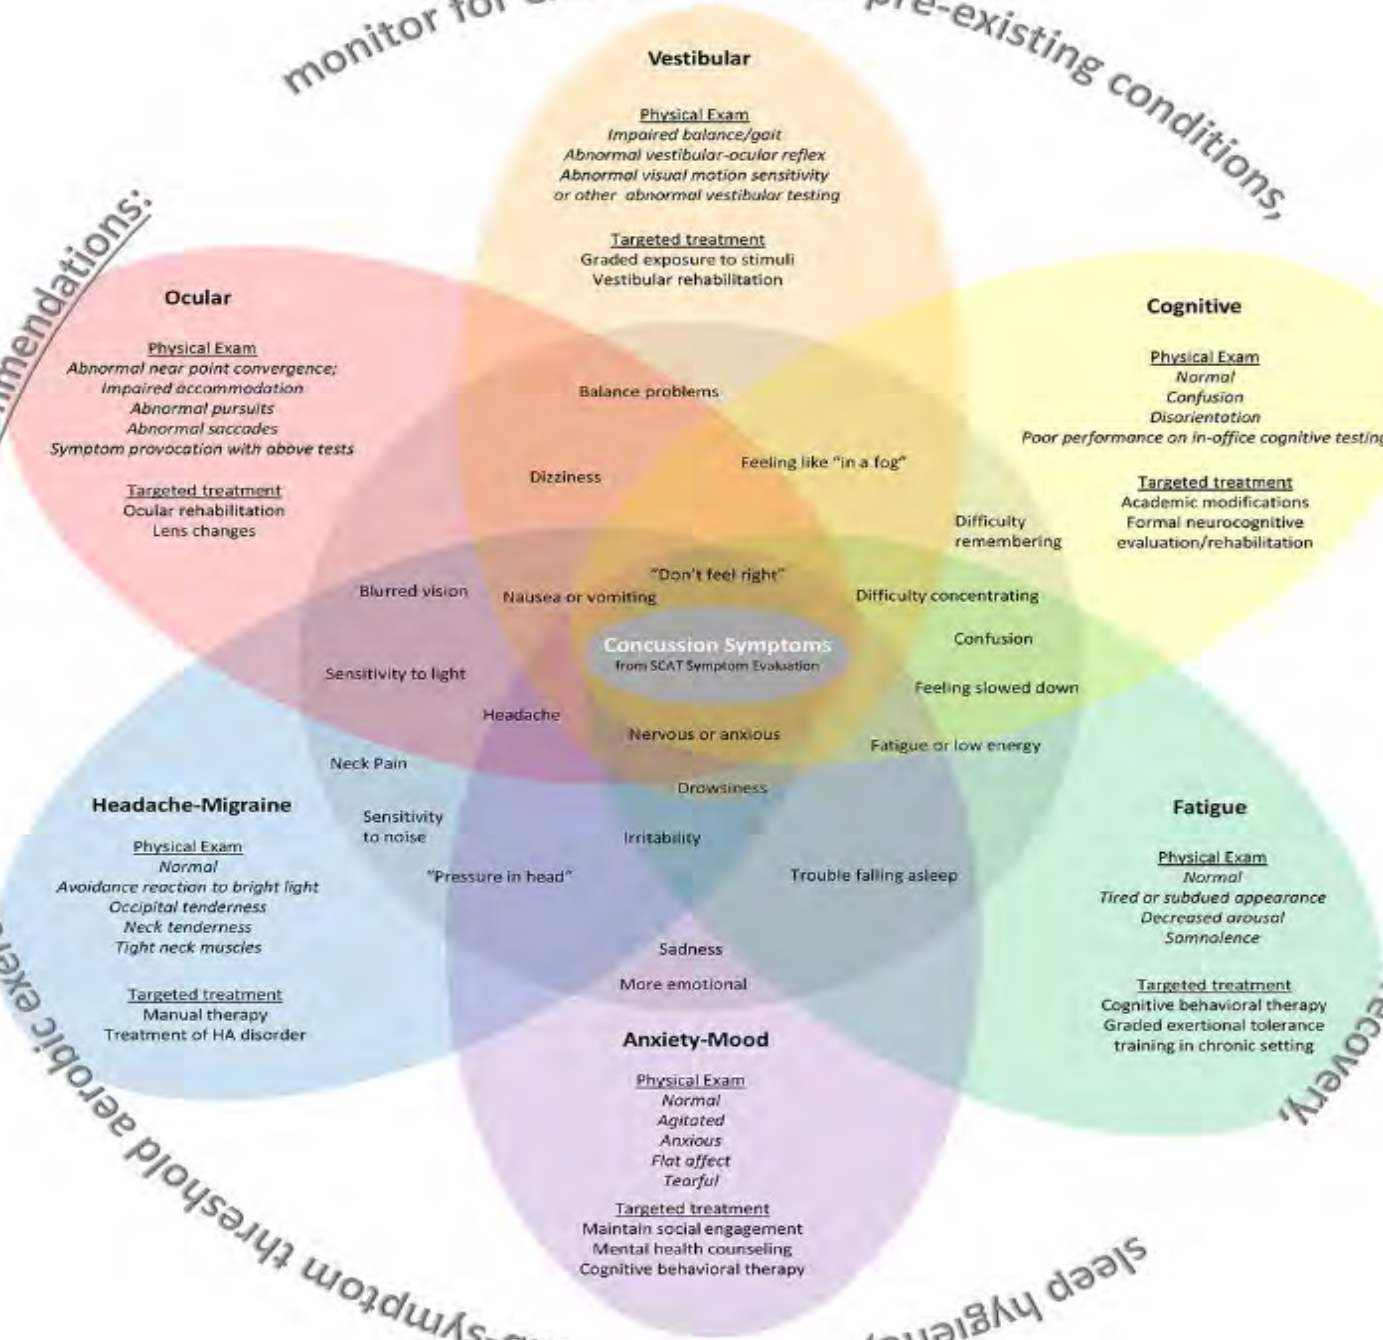 monitor for
pre-existing conditions,
Vestibular
Physical Exam
Impaired balance/gait
Abnormal vestibular-ocular reflex
Abnormal visual motion sensitivity
or other abnormal vestibular testing
Targeted treatment
Graded exposure to stimuli
Vestibular rehabilitation
Ocular
Physical Exam
Abnormal near point convergence;
Impaired accommodation
Abnormal pursuits
Abnormal saccades
Symptom provocation with above tests
Targeted treatment
Ocular rehabilitation
Lens changes
Cognitive
Physical Exam
Normal
Confusion
Disorientation
Poor performance on in-office cognitive testing
Targeted treatment
Academic modifications
Formal neurocognitive
evaluation/rehabilitation
Balance problems
Dizziness
Feeling like "in a fog"
Difficulty
remembering
"Don't feel right"
Blurred vision
Nausea or vomiting
Difficulty concentrating
Concussion Symptoms
from SCAT Symptom Evaluation
Confusion
Sensitivity to light
Feeling slowed down
Headache
Nervous or anxious
Fatigue or low energy
Neck Pain
Drowsiness
Sensitivity
to noise
Irritability
"Pressure in head"
Trouble falling asleep
Sadness
More emotional
Headache-Migraine
Physical Exam
Normal
Avoidance reaction to bright light
Occipital tenderness
Neck tenderness
Tight neck muscles
Targeted treatment
Manual therapy
Treatment of HA disorder
Fatigue
Physical Exam
Normal
Tired or subdued appearance
Decreased arousal
Somnolence
Targeted treatment
Cognitive behavioral therapy
Graded exertional tolerance
training in chronic setting
Anxiety-Mood
Physical Exam
Normal
Agitated
Anxious
Flat affect
Tearful
Targeted treatment
Maintain social engagement
Mental health counseling
Cognitive behavioral therapy
sleep
-symptom threshold aerobic